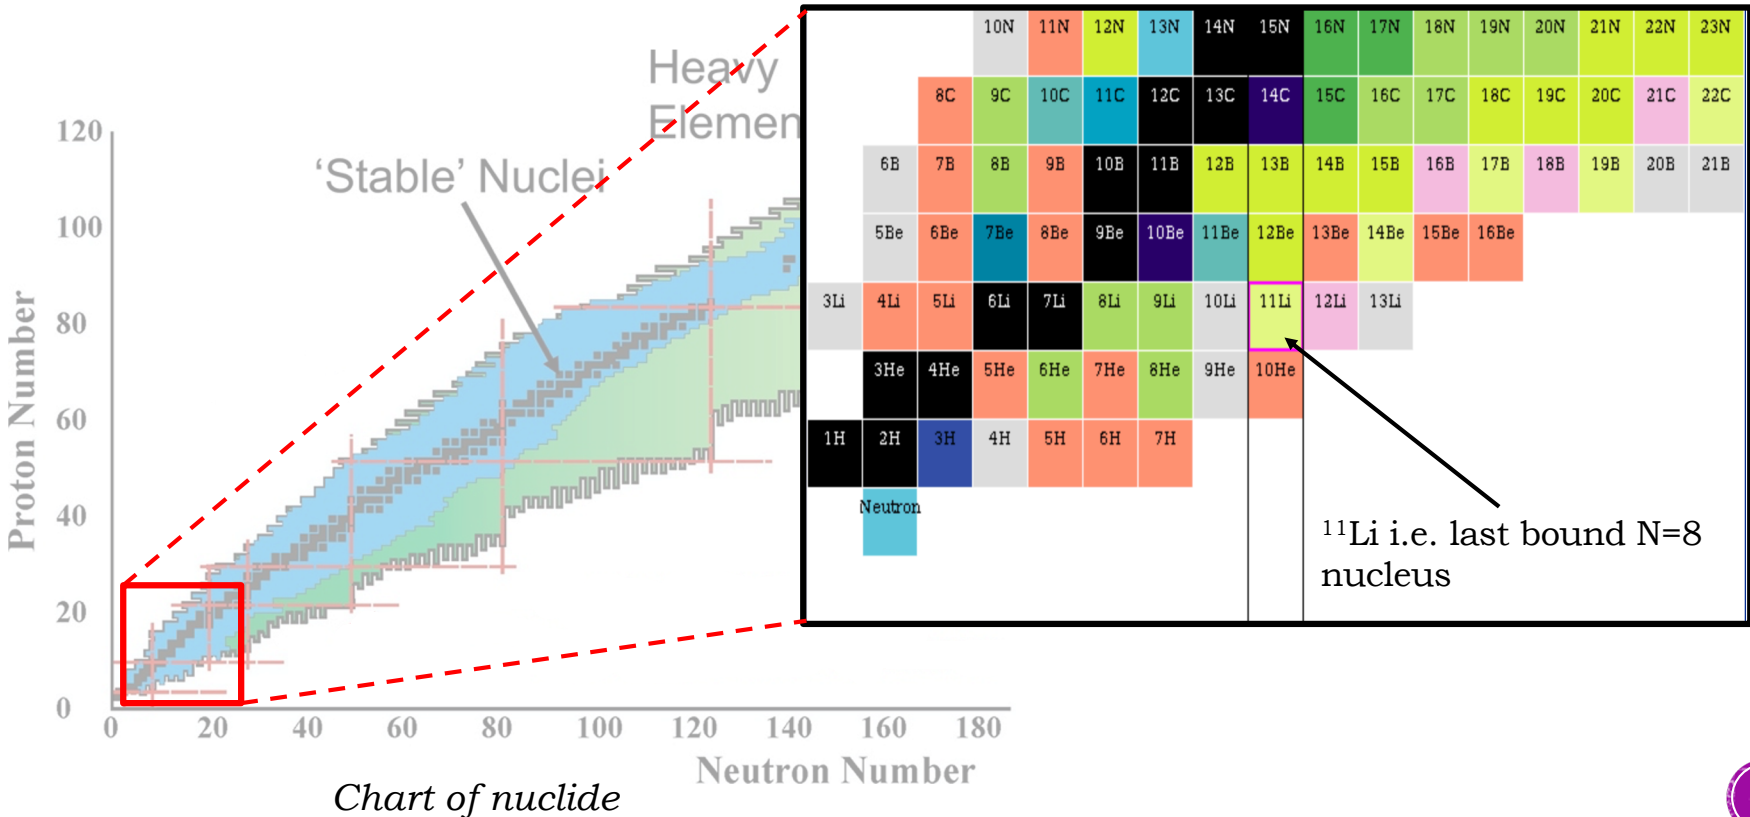 Heavy
Elemen
'Stable' Nuclei
120
100
80
60
40
20
0
Proton Number
0 20 40 60 80 100 120 140 160 180
Neutron Number
Chart of nuclide
10N 11N 12N 13N 14N 15N 16N 17N 18N 19N 20N 21N 22N 23N
8C 9C 10C 11C 12C 13C 14C 15C 16C 17C 18C 19C 20C 21C 22C
6B 7B 8B 9B 10B 11B 12B 13B 14B 15B 16B 17B 18B 19B 20B 21B
5Be 6Be 7Be 8Be 9Be 10Be 11Be 12Be 13Be 14Be 15Be 16Be
3Li 4Li 5Li 6Li 7Li 8Li 9Li 10Li 11Li 12Li 13Li
3He 4He 5He 6He 7He 8He 9He 10He
1H 2H 3H 4H 5H 6H 7H
Neutron
¹¹Li i.e. last bound N=8
nucleus